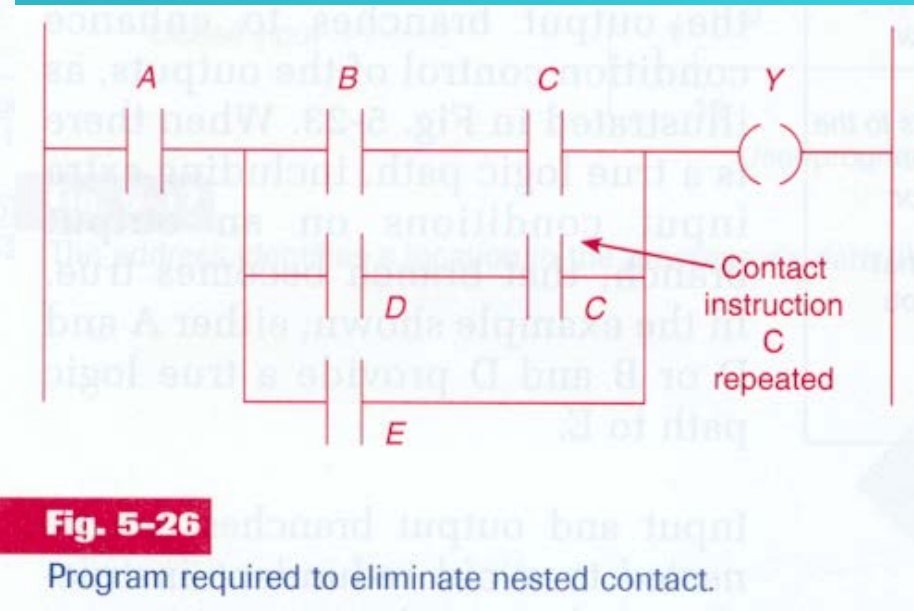 A B C Y
D C
Contact
instruction
C
repeated
E
Fig. 5-26
Program required to eliminate nested contact.